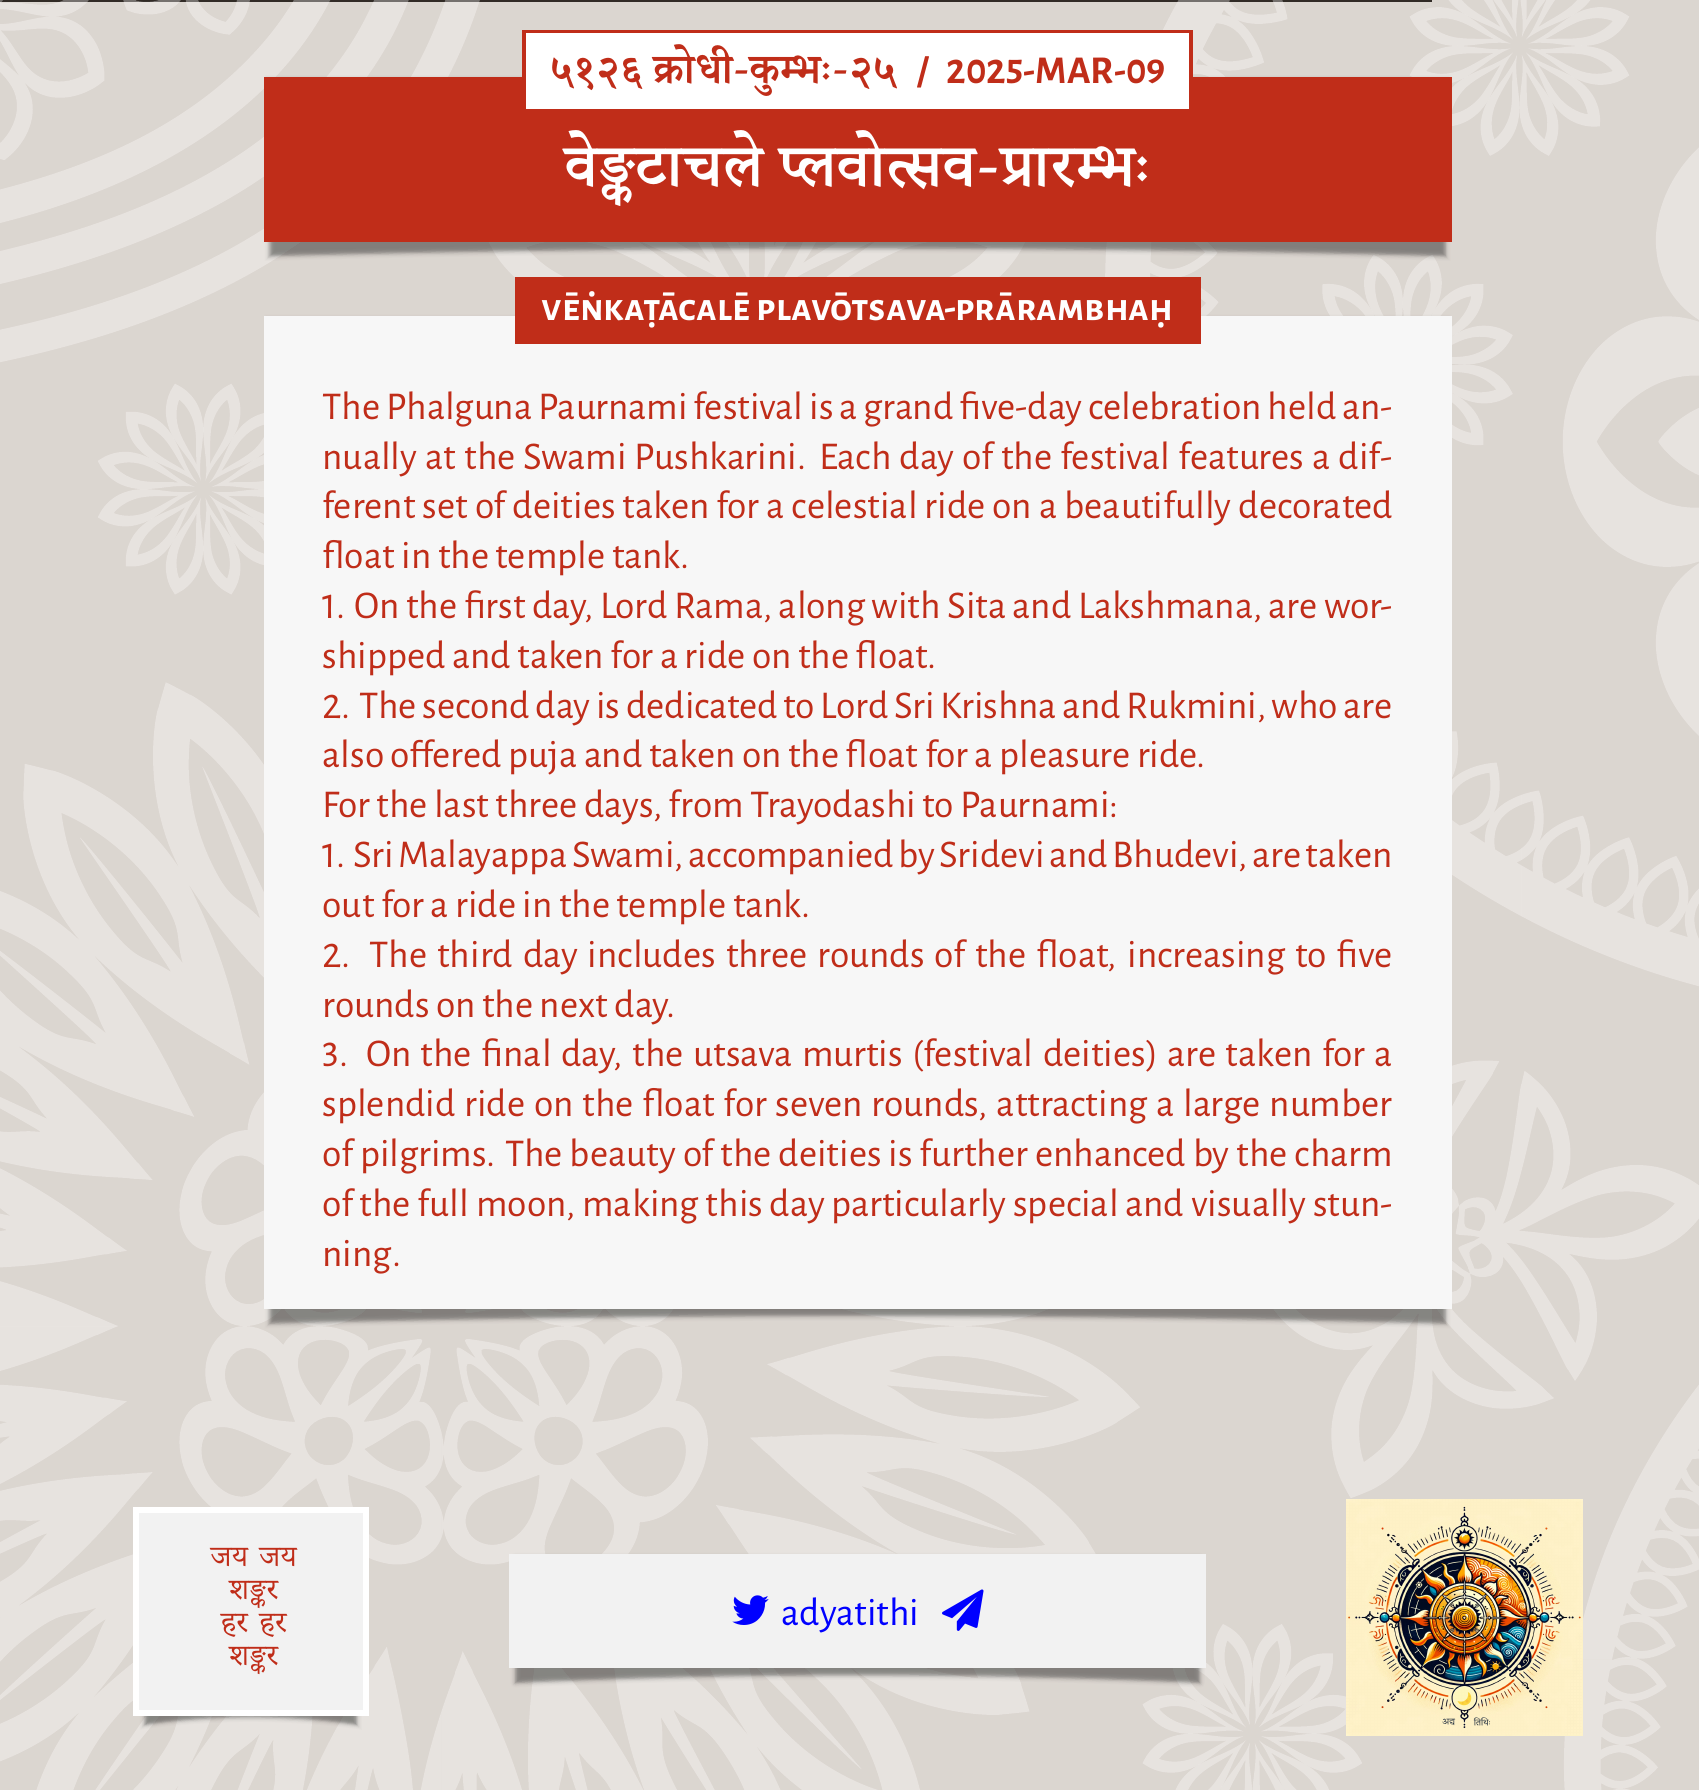 ५१२६ क्रोधी-कुम्भः-२५ / 2025-MAR-09
वेङ्कटाचले प्लवोत्सव-प्रारम्भः
VĒṄKAṬĀCALĒ PLAVŌTSAVA-PRĀRAMBHAḤ
The Phalguna Paurnami festival is a grand five-day celebration held an-
nually at the Swami Pushkarini. Each day of the festival features a dif-
ferent set of deities taken for a celestial ride on a beautifully decorated
float in the temple tank.
1. On the first day, Lord Rama, along with Sita and Lakshmana, are wor-
shipped and taken for a ride on the float.
2. The second day is dedicated to Lord Sri Krishna and Rukmini, who are
also offered puja and taken on the float for a pleasure ride.
For the last three days, from Trayodashi to Paurnami:
1. Sri Malayappa Swami, accompanied by Sridevi and Bhudevi, are taken
out for a ride in the temple tank.
2. The third day includes three rounds of the float, increasing to five
rounds on the next day.
3. On the final day, the utsava murtis (festival deities) are taken for a
splendid ride on the float for seven rounds, attracting a large number
of pilgrims. The beauty of the deities is further enhanced by the charm
of the full moon, making this day particularly special and visually stun-
ning.
जय जय
शङ्कर
हर हर
शङ्कर
adyatithi
अद्य तिथिः